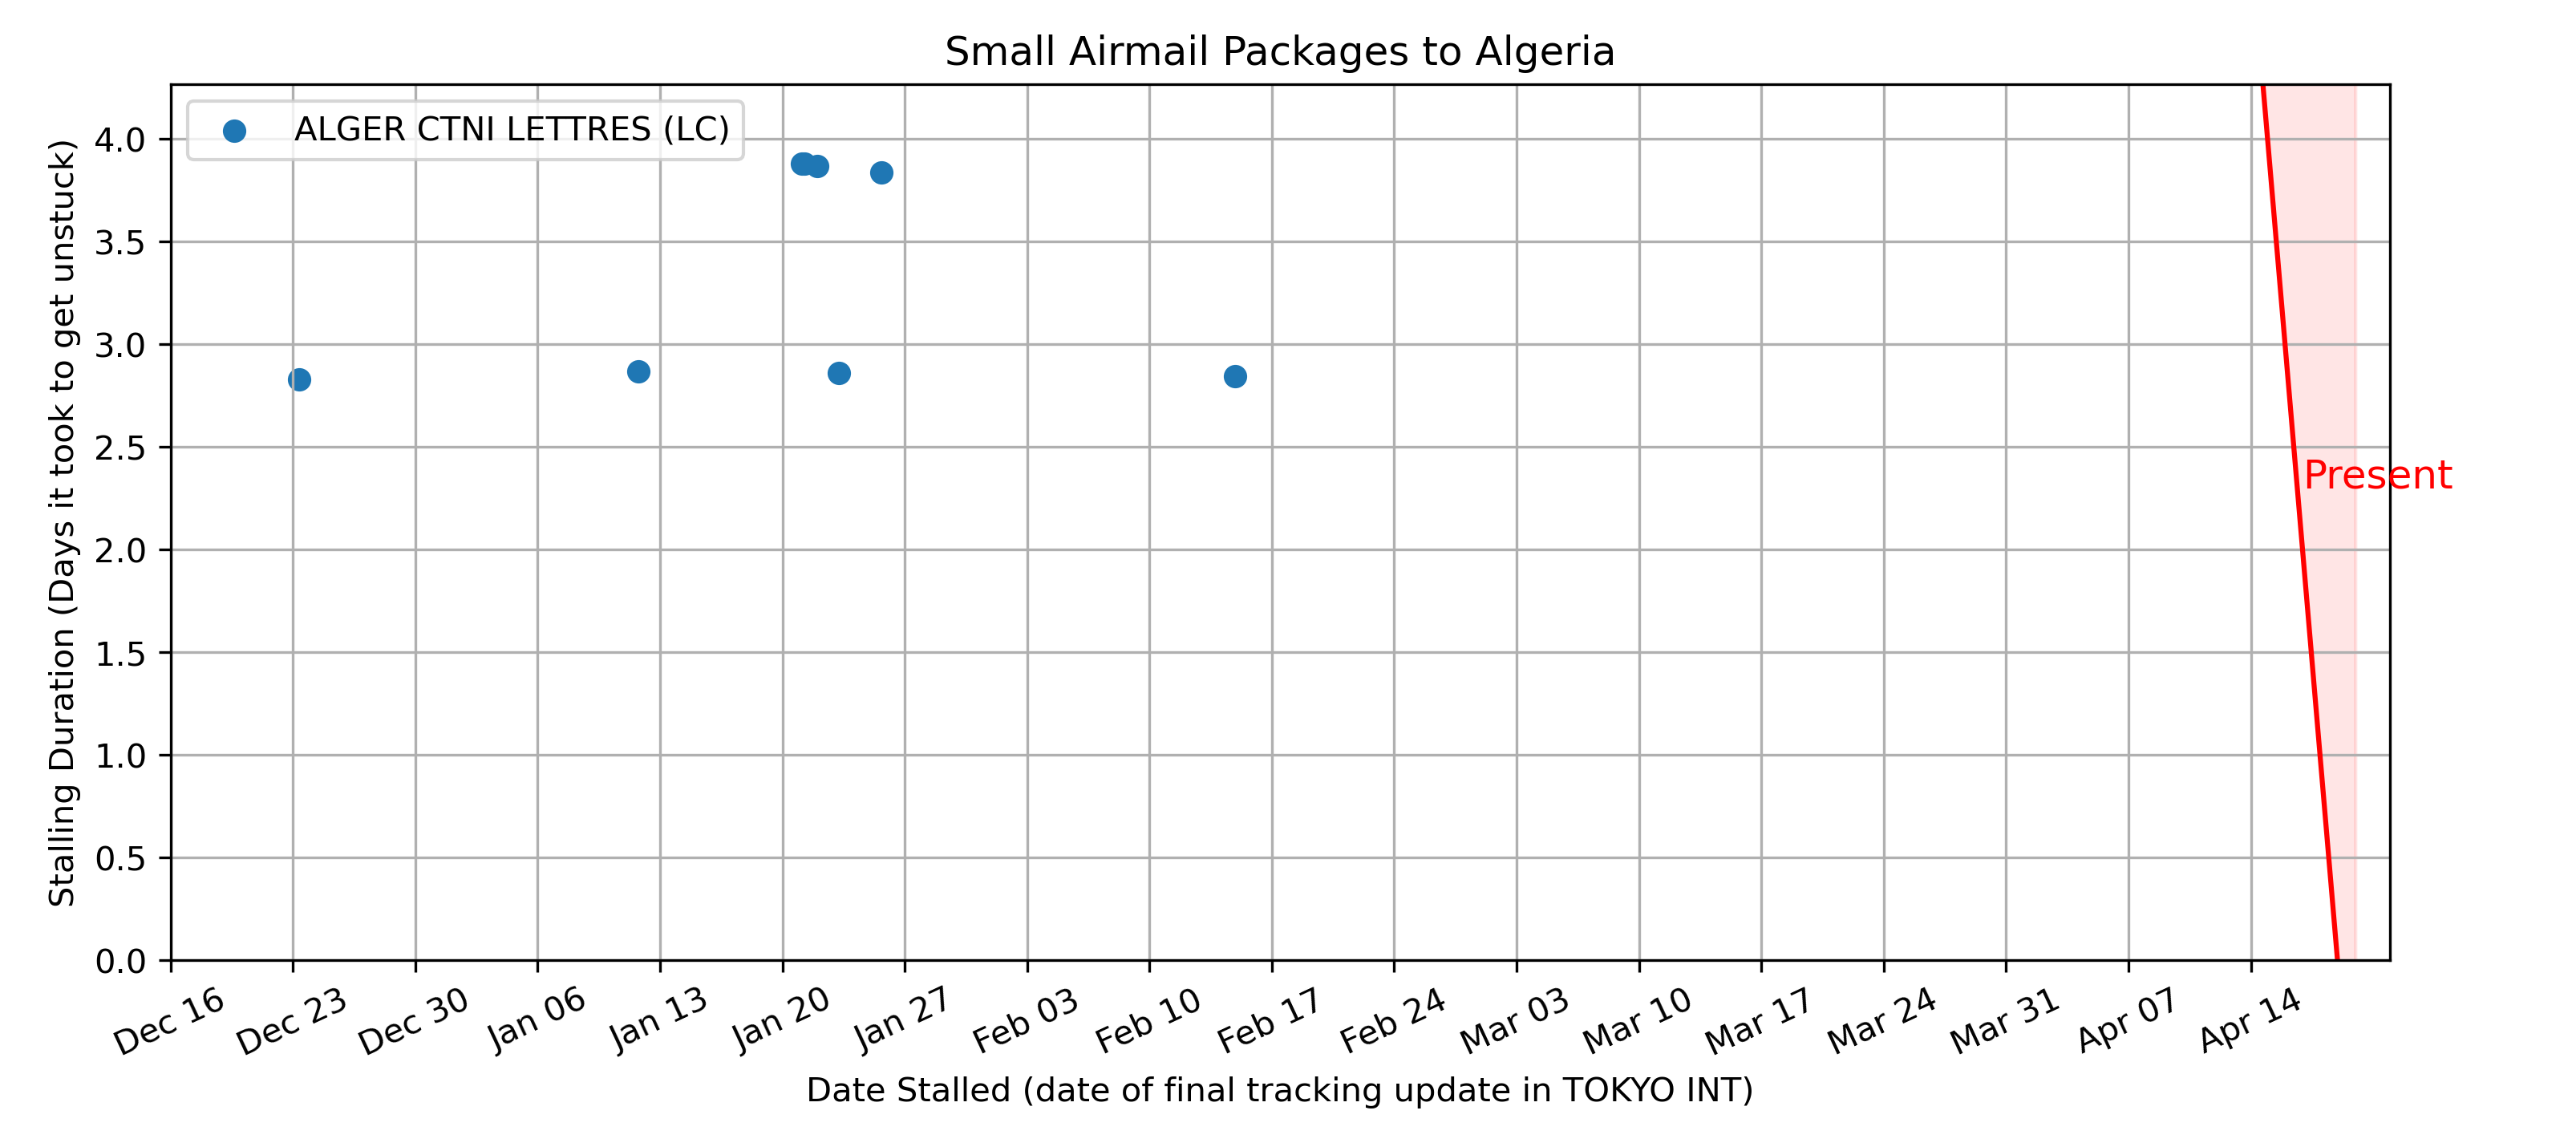 Small Airmail Packages to Algeria
ALGER CTNI LETTRES (LC)
Stalling Duration (Days it took to get unstuck)
4.0
3.5
3.0
2.5
2.0
1.5
1.0
0.5
0.0
Present
Dec 16
Dec 23
Dec 30
Jan 06
Jan 13
Jan 20
Jan 27
Feb 03
Feb 10
Feb 17
Feb 24
Mar 03
Mar 10
Mar 17
Mar 24
Mar 31
Apr 07
Apr 14
Date Stalled (date of final tracking update in TOKYO INT)